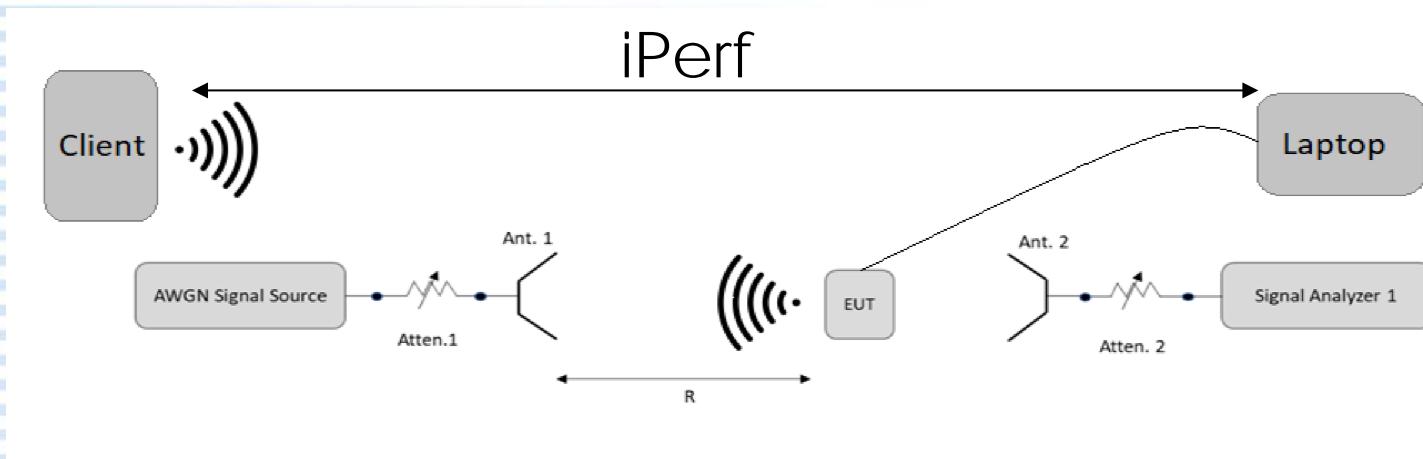 iPerf
Client
Laptop
Ant. 1
Ant. 2
AWGN Signal Source
EUT
Signal Analyzer 1
Atten.1
Atten. 2
R